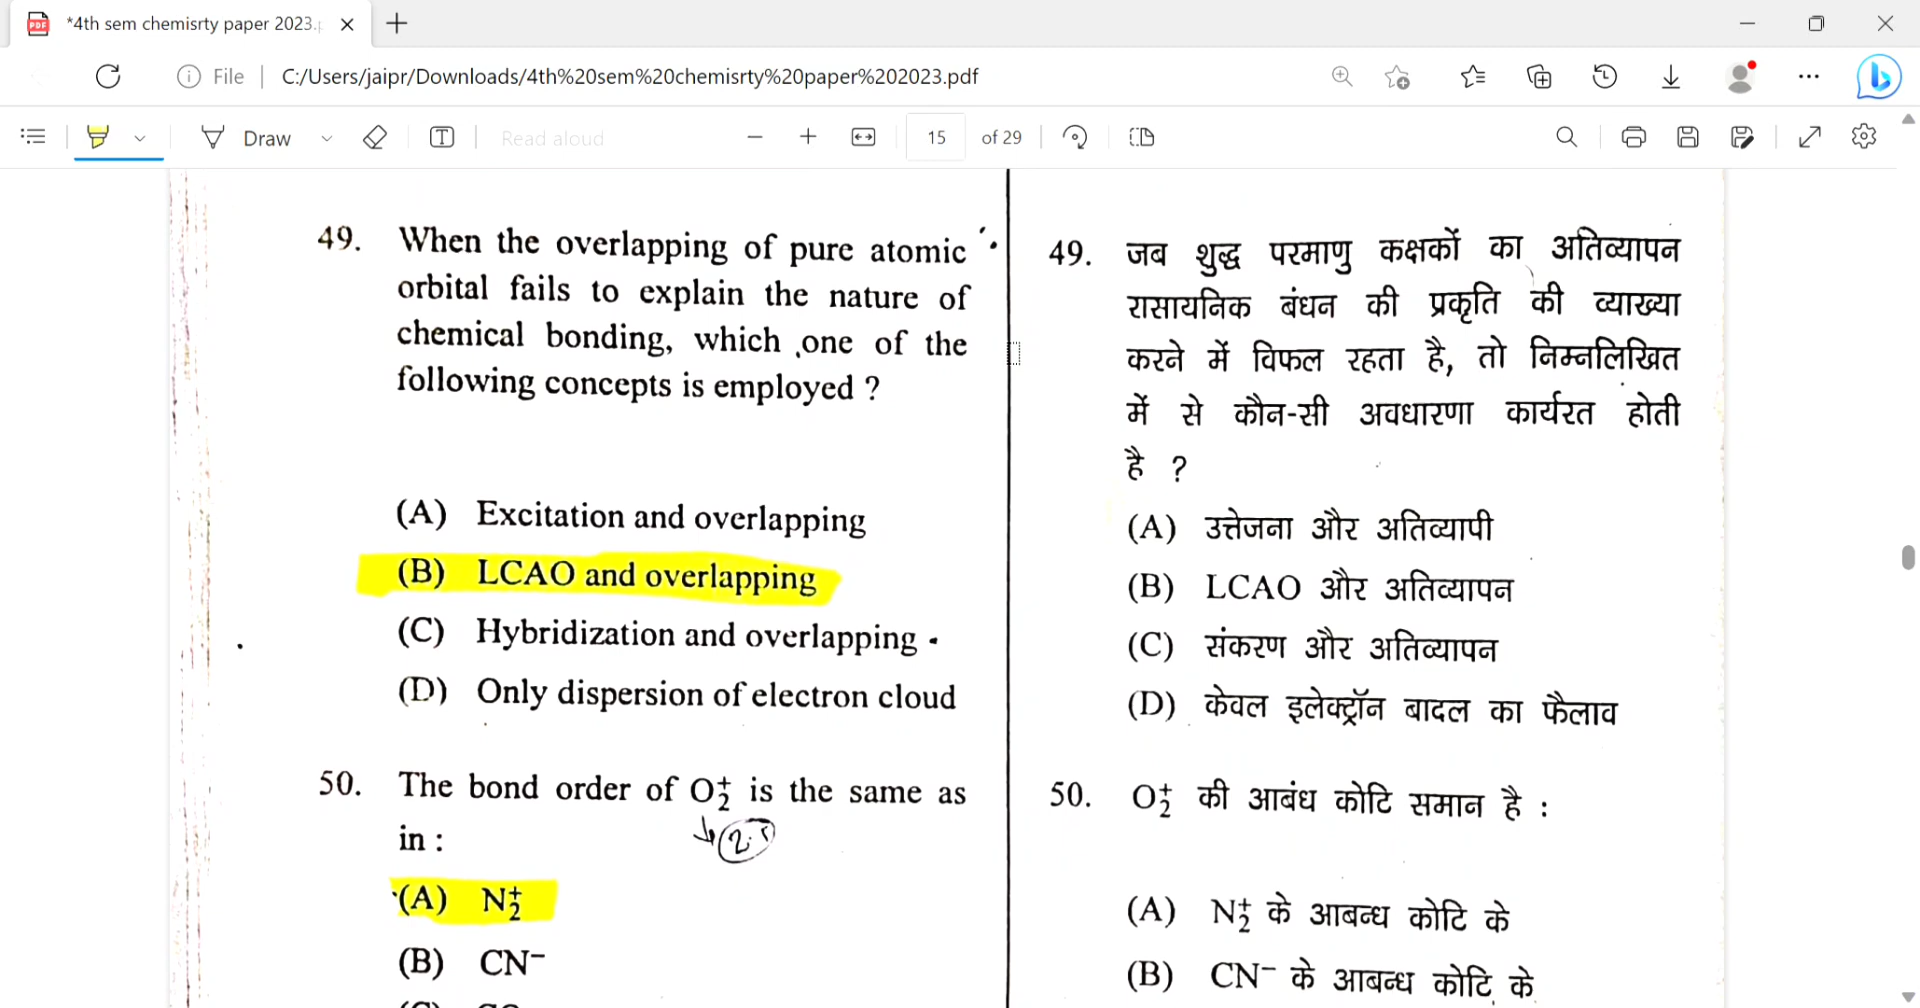 *4th sem chemisrty paper 2023.p
File
C:/Users/jaipr/Downloads/4th%20sem%20chemisrty%20paper%202023.pdf
Draw
Read aloud
15 of 29
49. When the overlapping of pure atomic
orbital fails to explain the nature of
chemical bonding, which one of the
following concepts is employed ?
(A) Excitation and overlapping
(B) LCAO and overlapping
(C) Hybridization and overlapping
(D) Only dispersion of electron cloud
50. The bond order of O₂⁺ is the same as
in :
2.5
(A) N₂⁺
(B) CN⁻
49. जब शुद्ध परमाणु कक्षकों का अतिव्यापन
रासायनिक बंधन की प्रकृति की व्याख्या
करने में विफल रहता है, तो निम्नलिखित
में से कौन-सी अवधारणा कार्यरत होती
है ?
(A) उत्तेजना और अतिव्यापी
(B) LCAO और अतिव्यापन
(C) संकरण और अतिव्यापन
(D) केवल इलेक्ट्रॉन बादल का फैलाव
50. O₂⁺ की आबंध कोटि समान है :
(A) N₂⁺ के आबन्ध कोटि के
(B) CN⁻ के आबन्ध कोटि के